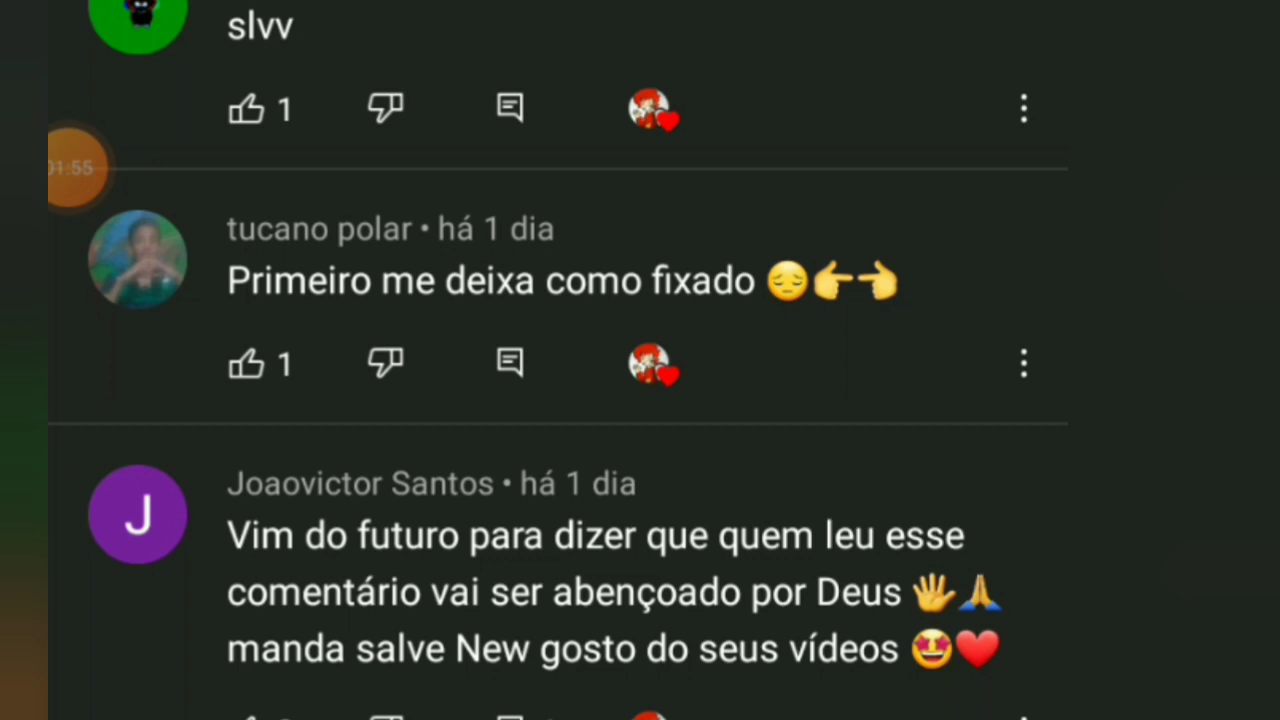 slvv
1
01:55
tucano polar • há 1 dia
Primeiro me deixa como fixado 😔👉👈
1
J
Joaovictor Santos • há 1 dia
Vim do futuro para dizer que quem leu esse
comentário vai ser abençoado por Deus 🖐🙏
manda salve New gosto do seus vídeos 🤩❤️